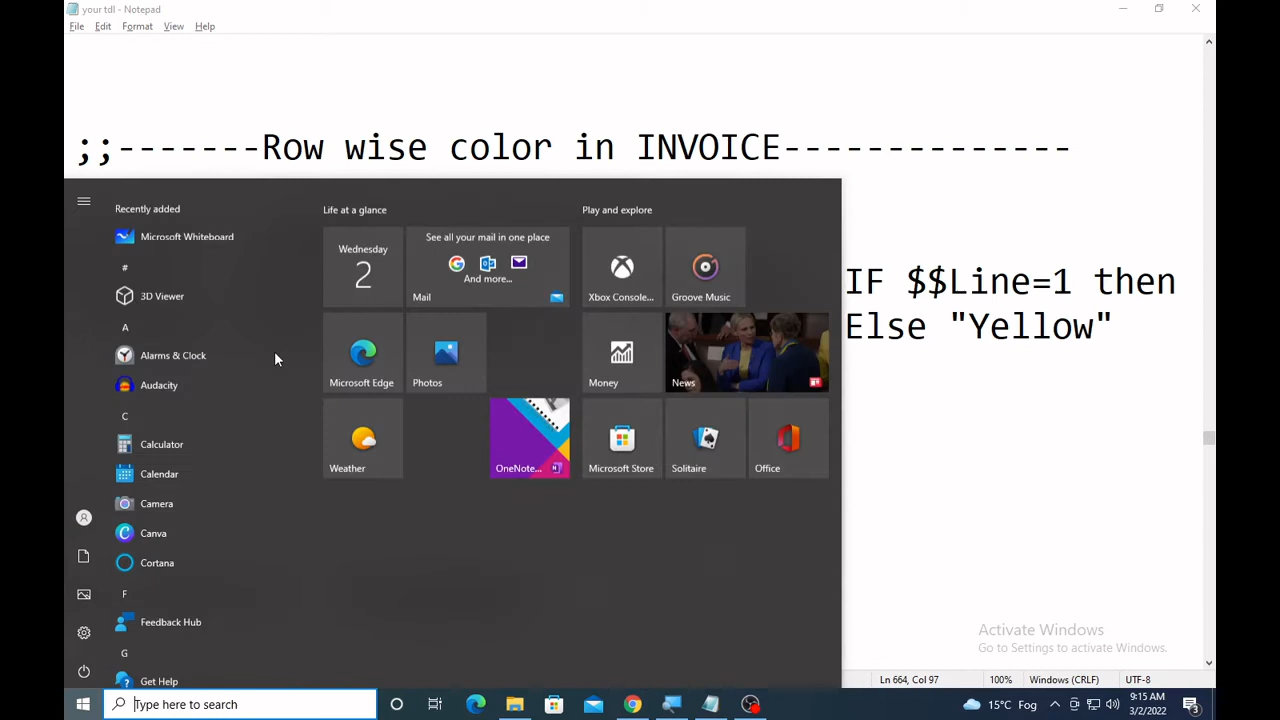 your tdl - Notepad
File Edit Format View Help
;;-------Row wise color in INVOICE--------------
IF $$Line=1 then
Else "Yellow"
Recently added
Microsoft Whiteboard
#
3D Viewer
A
Alarms & Clock
Audacity
C
Calculator
Calendar
Camera
Canva
Cortana
F
Feedback Hub
G
Get Help
Life at a glance
Wednesday
2
See all your mail in one place
And more...
Mail
Microsoft Edge
Photos
Weather
OneNote...
Play and explore
Xbox Console...
Groove Music
Money
News
Microsoft Store
Solitaire
Office
Activate Windows
Go to Settings to activate Windows.
Ln 664, Col 97 100% Windows (CRLF) UTF-8
Type here to search
15°C Fog
9:15 AM
3/2/2022
3